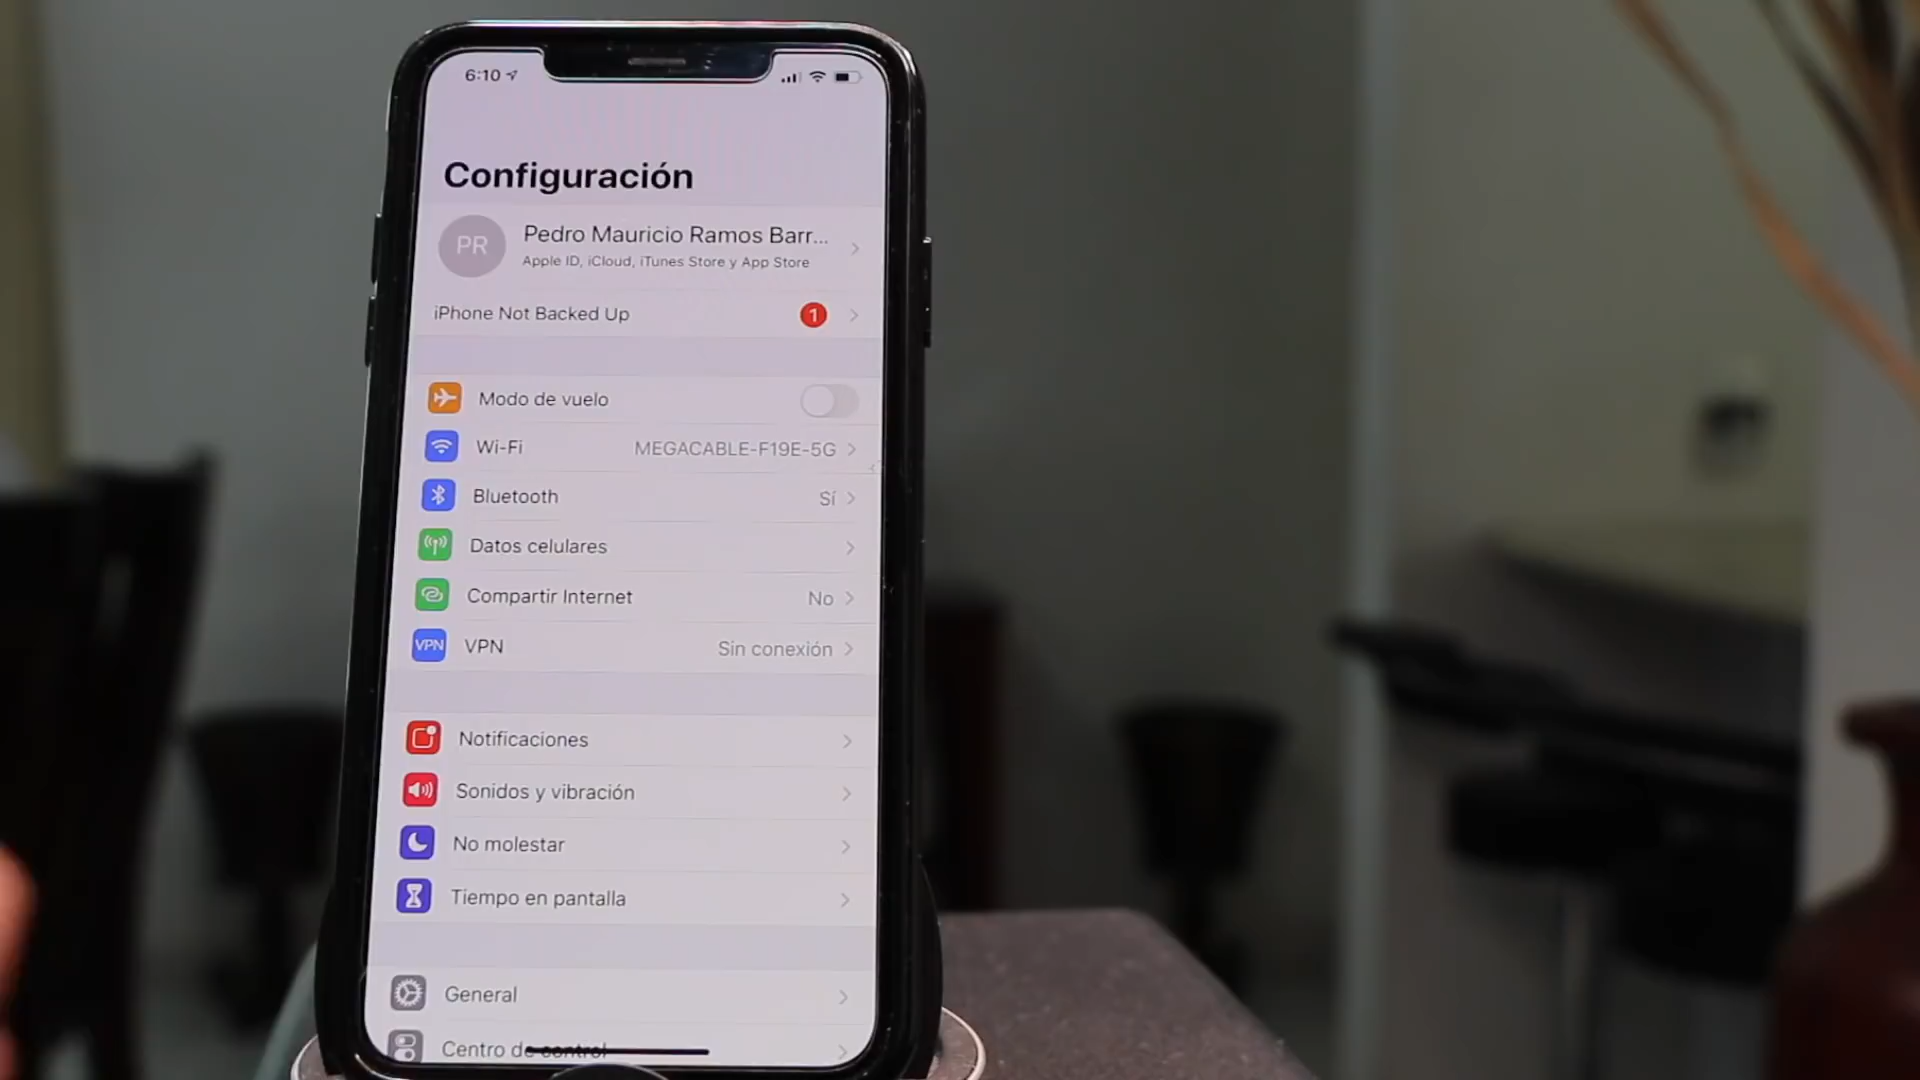 6:10
Configuración
PR
Pedro Mauricio Ramos Barr...
Apple ID, iCloud, iTunes Store y App Store
iPhone Not Backed Up 1
Modo de vuelo
Wi-Fi MEGACABLE-F19E-5G
Bluetooth Sí
Datos celulares
Compartir Internet No
VPN VPN Sin conexión
Notificaciones
Sonidos y vibración
No molestar
Tiempo en pantalla
General
Centro de control